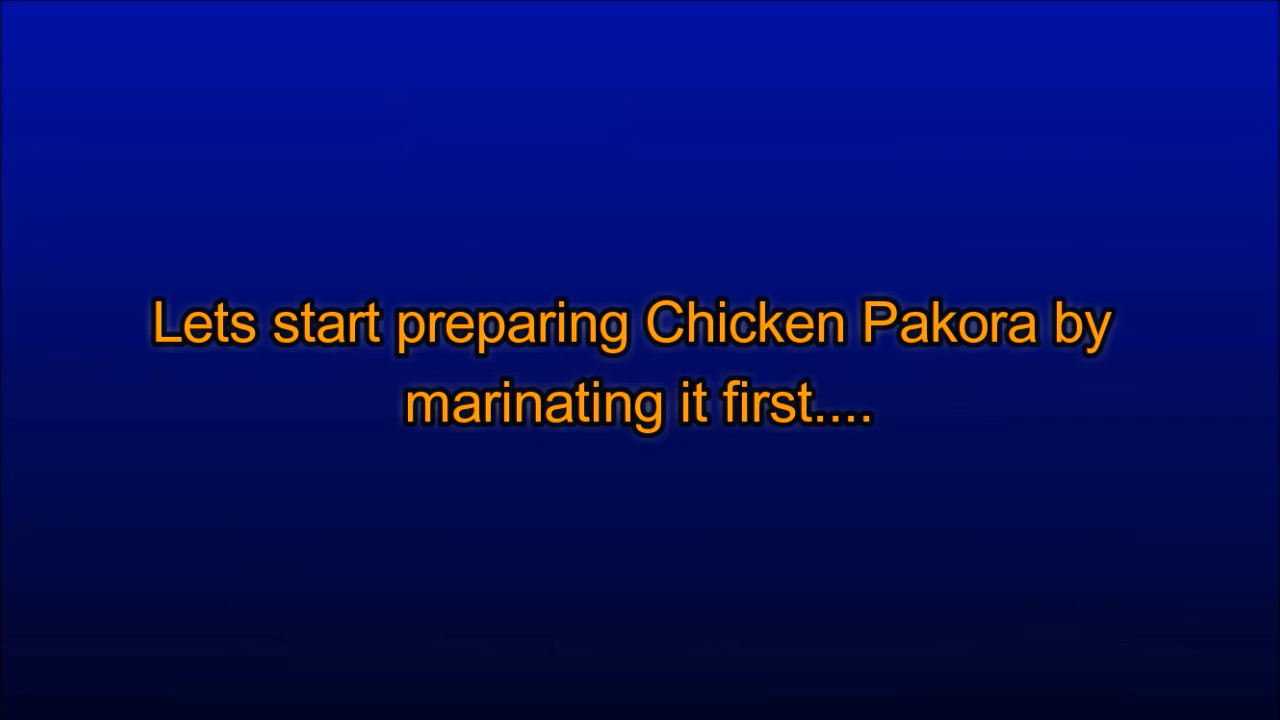 Lets start preparing Chicken Pakora by
marinating it first....